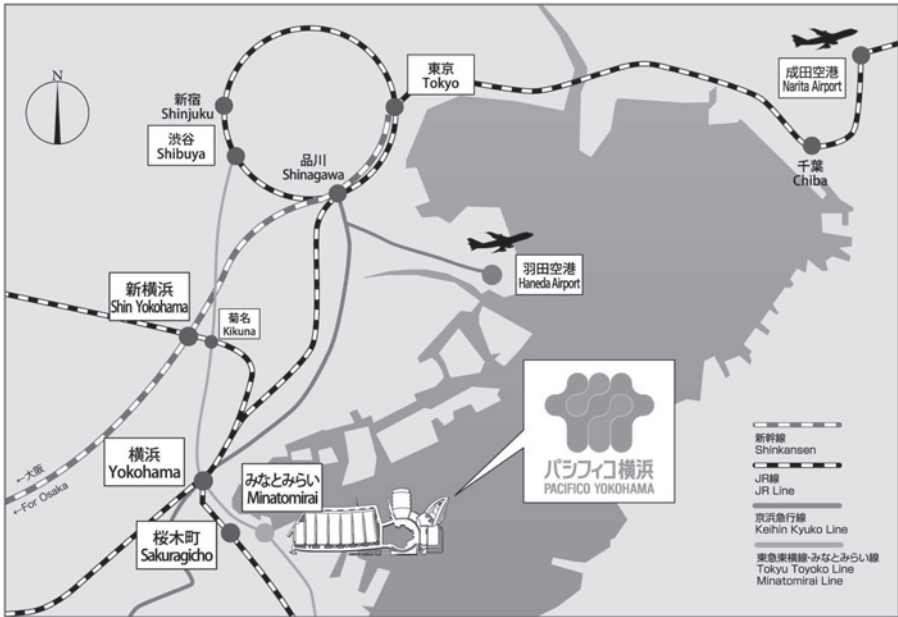 N
新宿
Shinjuku
渋谷
Shibuya
品川
Shinagawa
東京
Tokyo
成田空港
Narita Airport
千葉
Chiba
羽田空港
Haneda Airport
新横浜
Shin Yokohama
菊名
Kikuna
パシフィコ横浜
PACIFICO YOKOHAMA
←大阪
←For Osaka
横浜
Yokohama
みなとみらい
Minatomirai
桜木町
Sakuragicho
新幹線
Shinkansen
JR線
JR Line
京浜急行線
Keihin Kyuko Line
東急東横線・みなとみらい線
Tokyu Toyoko Line
Minatomirai Line